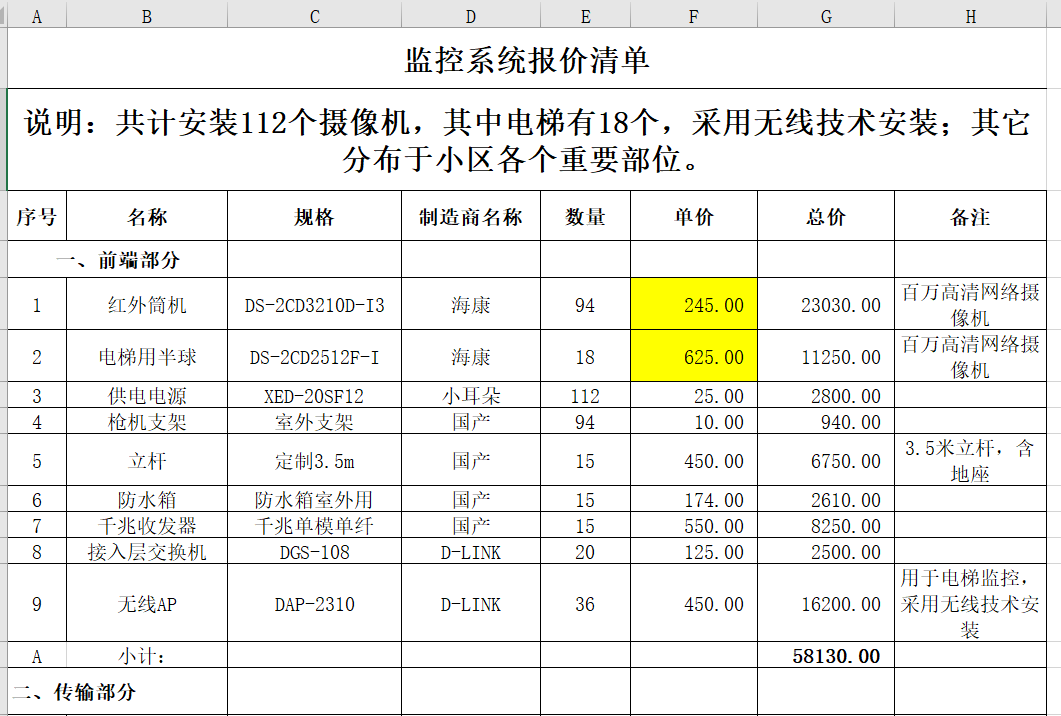 A B C D E F G H
监控系统报价清单
说明：共计安装112个摄像机，其中电梯有18个，采用无线技术安装；其它
分布于小区各个重要部位。
序号 名称 规格 制造商名称 数量 单价 总价 备注
一、前端部分
1 红外筒机 DS-2CD3210D-I3 海康 94 245.00 23030.00 百万高清网络摄
像机
2 电梯用半球 DS-2CD2512F-I 海康 18 625.00 11250.00 百万高清网络摄
像机
3 供电电源 XED-20SF12 小耳朵 112 25.00 2800.00
4 枪机支架 室外支架 国产 94 10.00 940.00
5 立杆 定制3.5m 国产 15 450.00 6750.00 3.5米立杆，含
地座
6 防水箱 防水箱室外用 国产 15 174.00 2610.00
7 千兆收发器 千兆单模单纤 国产 15 550.00 8250.00
8 接入层交换机 DGS-108 D-LINK 20 125.00 2500.00
9 无线AP DAP-2310 D-LINK 36 450.00 16200.00 用于电梯监控，
采用无线技术安
装
A 小计： 58130.00
二、传输部分